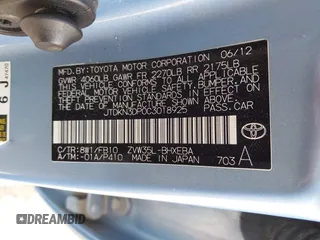 MFD. BY: TOYOTA MOTOR CORPORATION 06/12
GVWR 4060LB GAWR FR 2270LB RR 2175LB
THIS VEHICLE CONFORMS TO ALL APPLICABLE
FEDERAL MOTOR VEHICLE SAFETY, BUMPER, AND
THEFT PREVENTION STANDARDS IN EFFECT ON
THE DATE OF MANUFACTURE SHOWN ABOVE.
PASS. CAR
C/TR: 8W1/FB10 ZVW35L-BHXEBA
A/TM: -01A/P410 MADE IN JAPAN 703 A
TOYOTA
DREAMBID